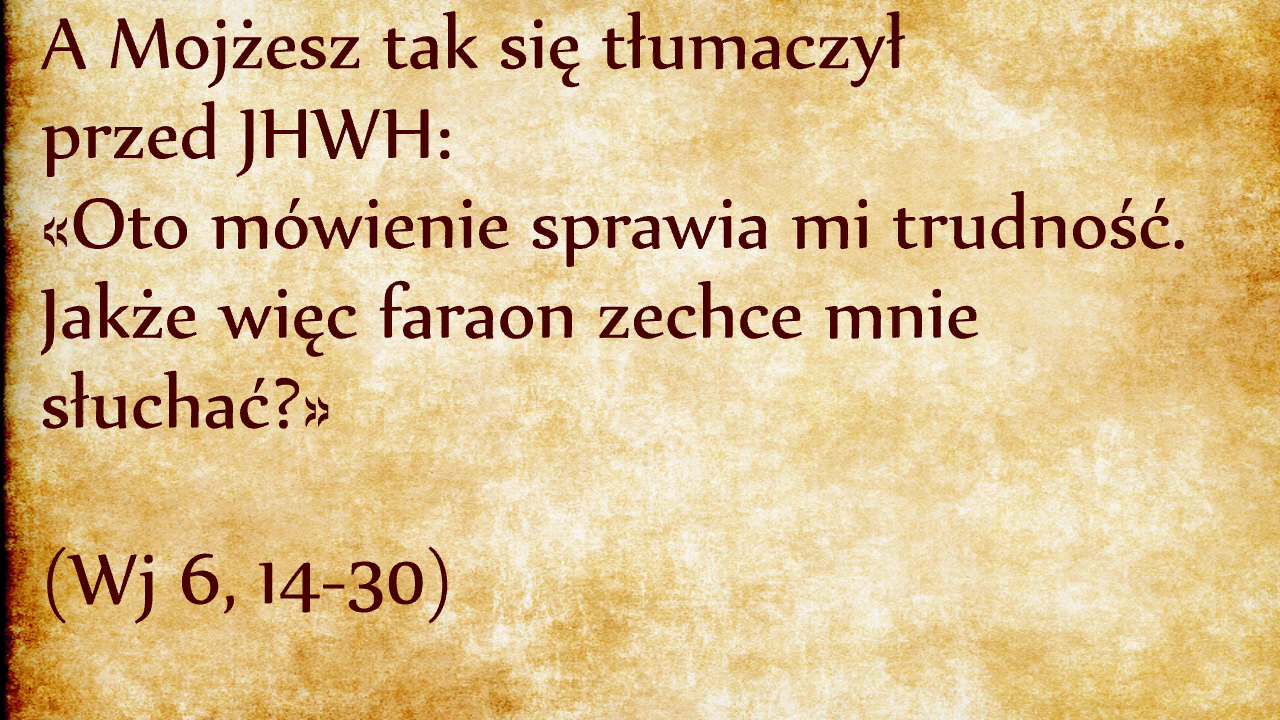 A Mojżesz tak się tłumaczył
przed JHWH:
«Oto mówienie sprawia mi trudność.
Jakże więc faraon zechce mnie
słuchać?»
(Wj 6, 14-30)